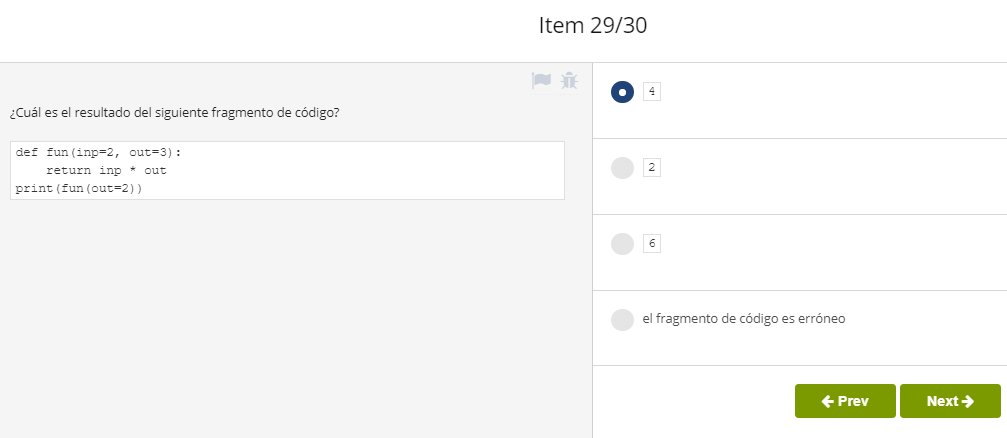 Item 29/30
¿Cuál es el resultado del siguiente fragmento de código?
def fun(inp=2, out=3):
    return inp * out
print(fun(out=2))
4
2
6
el fragmento de código es erróneo
Prev
Next